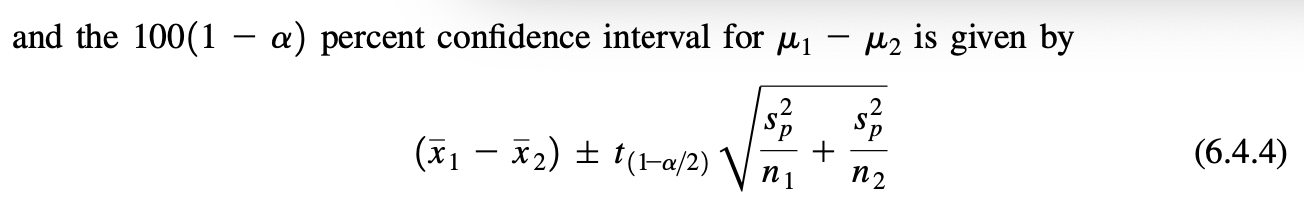 and the 100(1 − α) percent confidence interval for μ₁ − μ₂ is given by
(x̄₁ − x̄₂) ± t₍₁₋α/₂₎ √(s²ₚ/n₁ + s²ₚ/n₂) (6.4.4)